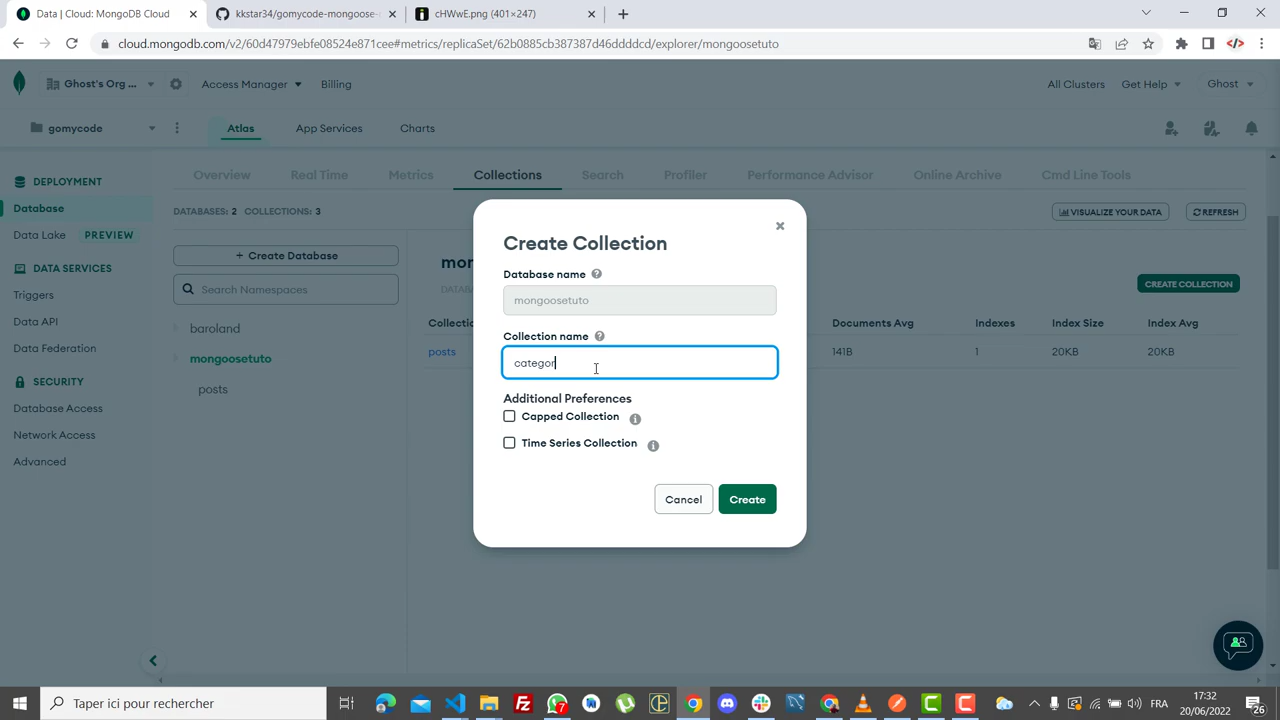 Data | Cloud: MongoDB Cloud
kkstar34/gomycode-mongoose-
cHWwE.png (401×247)
cloud.mongodb.com/v2/60d47979ebfe08524e871cee#metrics/replicaSet/62b0885cb387387d46ddddcd/explorer/mongoosetuto
Ghost's Org ...
Access Manager
Billing
All Clusters
Get Help
Ghost
gomycode
Atlas
App Services
Charts
DEPLOYMENT
Database
Data Lake PREVIEW
DATA SERVICES
Triggers
Data API
Data Federation
SECURITY
Database Access
Network Access
Advanced
Overview
Real Time
Metrics
Collections
Search
Profiler
Performance Advisor
Online Archive
Cmd Line Tools
DATABASES: 2 COLLECTIONS: 3
VISUALIZE YOUR DATA
REFRESH
+ Create Database
Search Namespaces
baroland
mongoosetuto
posts
CREATE COLLECTION
Documents Avg
Indexes
Index Size
Index Avg
posts
141B
1
20KB
20KB
Create Collection
Database name
mongoosetuto
Collection name
categor
Additional Preferences
Capped Collection
Time Series Collection
Cancel
Create
Taper ici pour rechercher
7
FRA
17:32
20/06/2022
26